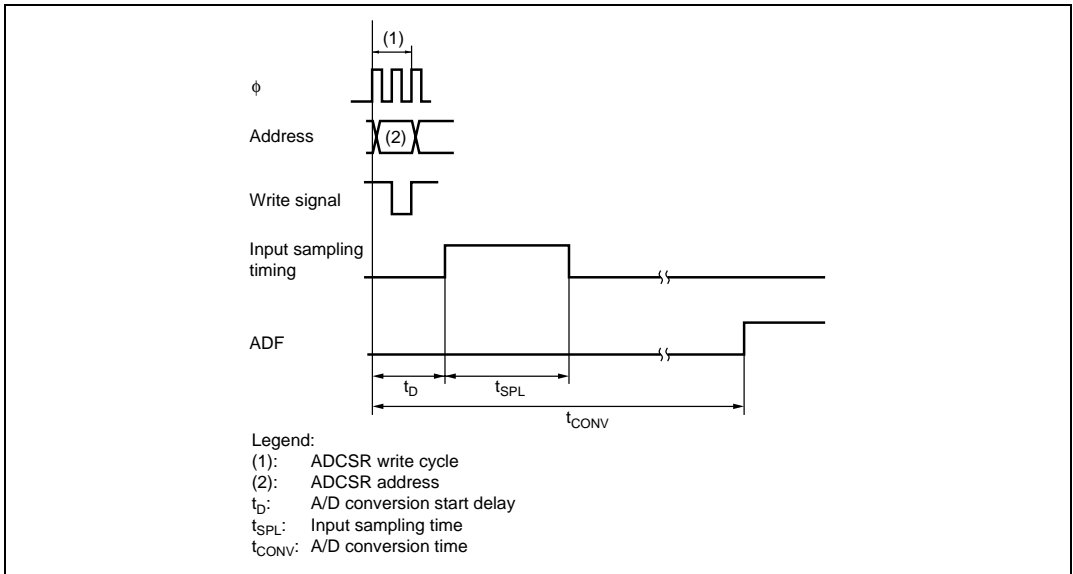 (1)
φ
Address
(2)
Write signal
Input sampling
timing
ADF
tD
tSPL
tCONV
Legend:
(1): ADCSR write cycle
(2): ADCSR address
tD: A/D conversion start delay
tSPL: Input sampling time
tCONV: A/D conversion time